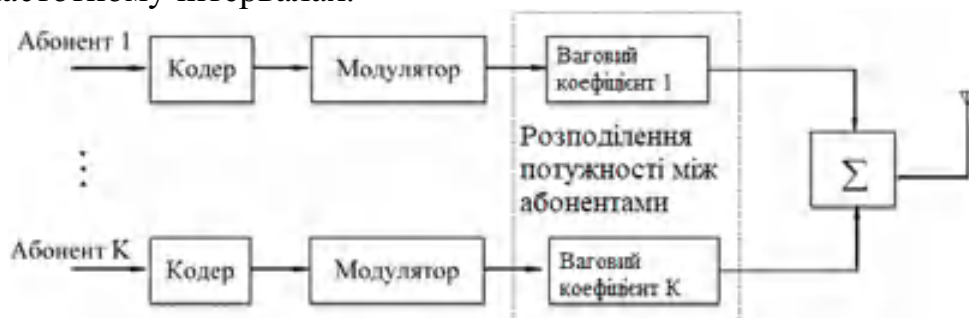 Абонент 1
Кодер
Модулятор
Ваговий
коефіцієнт 1
Розподілення
потужності між
абонентами
Σ
Абонент K
Кодер
Модулятор
Ваговий
коефіцієнт K